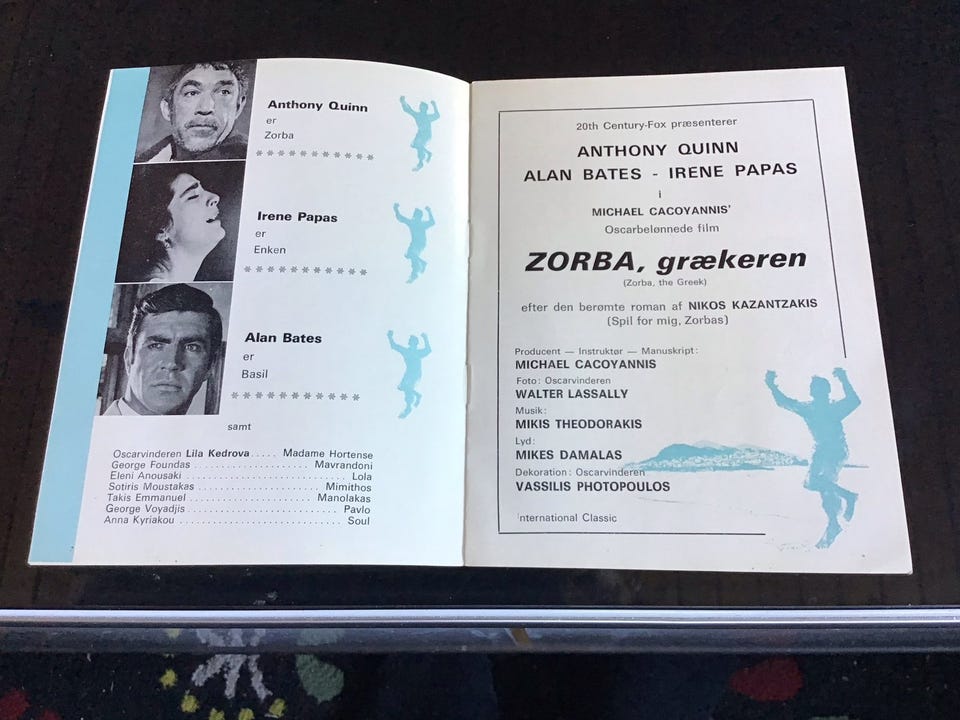 Anthony Quinn
er
Zorba
***********
Irene Papas
er
Enken
***********
Alan Bates
er
Basil
***********
samt
Oscarvinderen Lila Kedrova ..... Madame Hortense
George Foundas .................... Mavrandoni
Eleni Anousaki .............................. Lola
Sotiris Moustakas ....................... Mimithos
Takis Emmanuel ....................... Manolakas
George Voyadjis ........................... Pavlo
Anna Kyriakou .............................. Soul
20th Century-Fox præsenterer
ANTHONY QUINN
ALAN BATES - IRENE PAPAS
i
MICHAEL CACOYANNIS'
Oscarbelønnede film
ZORBA, grækeren
(Zorba, the Greek)
efter den berømte roman af NIKOS KAZANTZAKIS
(Spil for mig, Zorbas)
Producent — Instruktør — Manuskript:
MICHAEL CACOYANNIS
Foto: Oscarvinderen
WALTER LASSALLY
Musik:
MIKIS THEODORAKIS
Lyd:
MIKES DAMALAS
Dekoration: Oscarvinderen
VASSILIS PHOTOPOULOS
International Classic